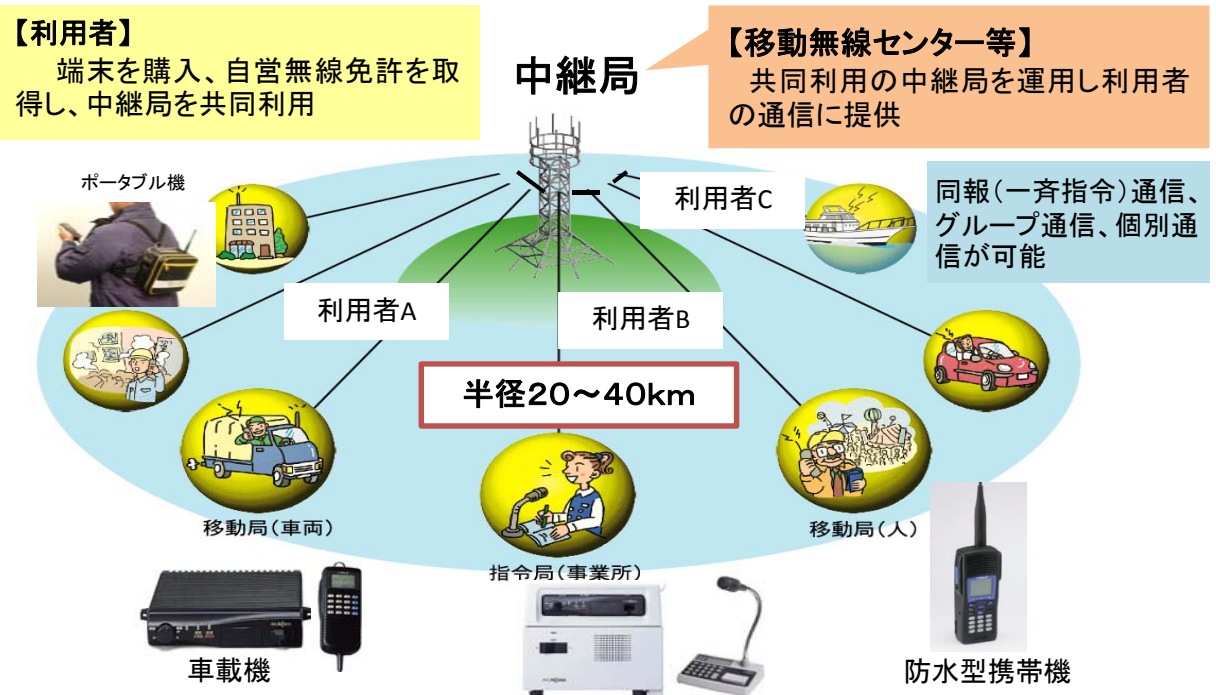 【利用者】
端末を購入、自営無線免許を取
得し、中継局を共同利用
中継局
【移動無線センター等】
共同利用の中継局を運用し利用者
の通信に提供
ポータブル機
利用者C
同報(一斉指令)通信、
グループ通信、個別通
信が可能
利用者A
利用者B
半径20～40km
移動局(車両)
移動局(人)
指令局(事業所)
車載機
防水型携帯機